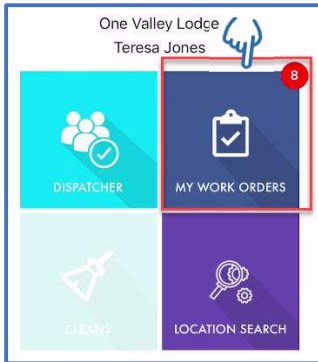 One Valley Lodge
Teresa Jones
8
DISPATCHER
MY WORK ORDERS
CLEANS
LOCATION SEARCH